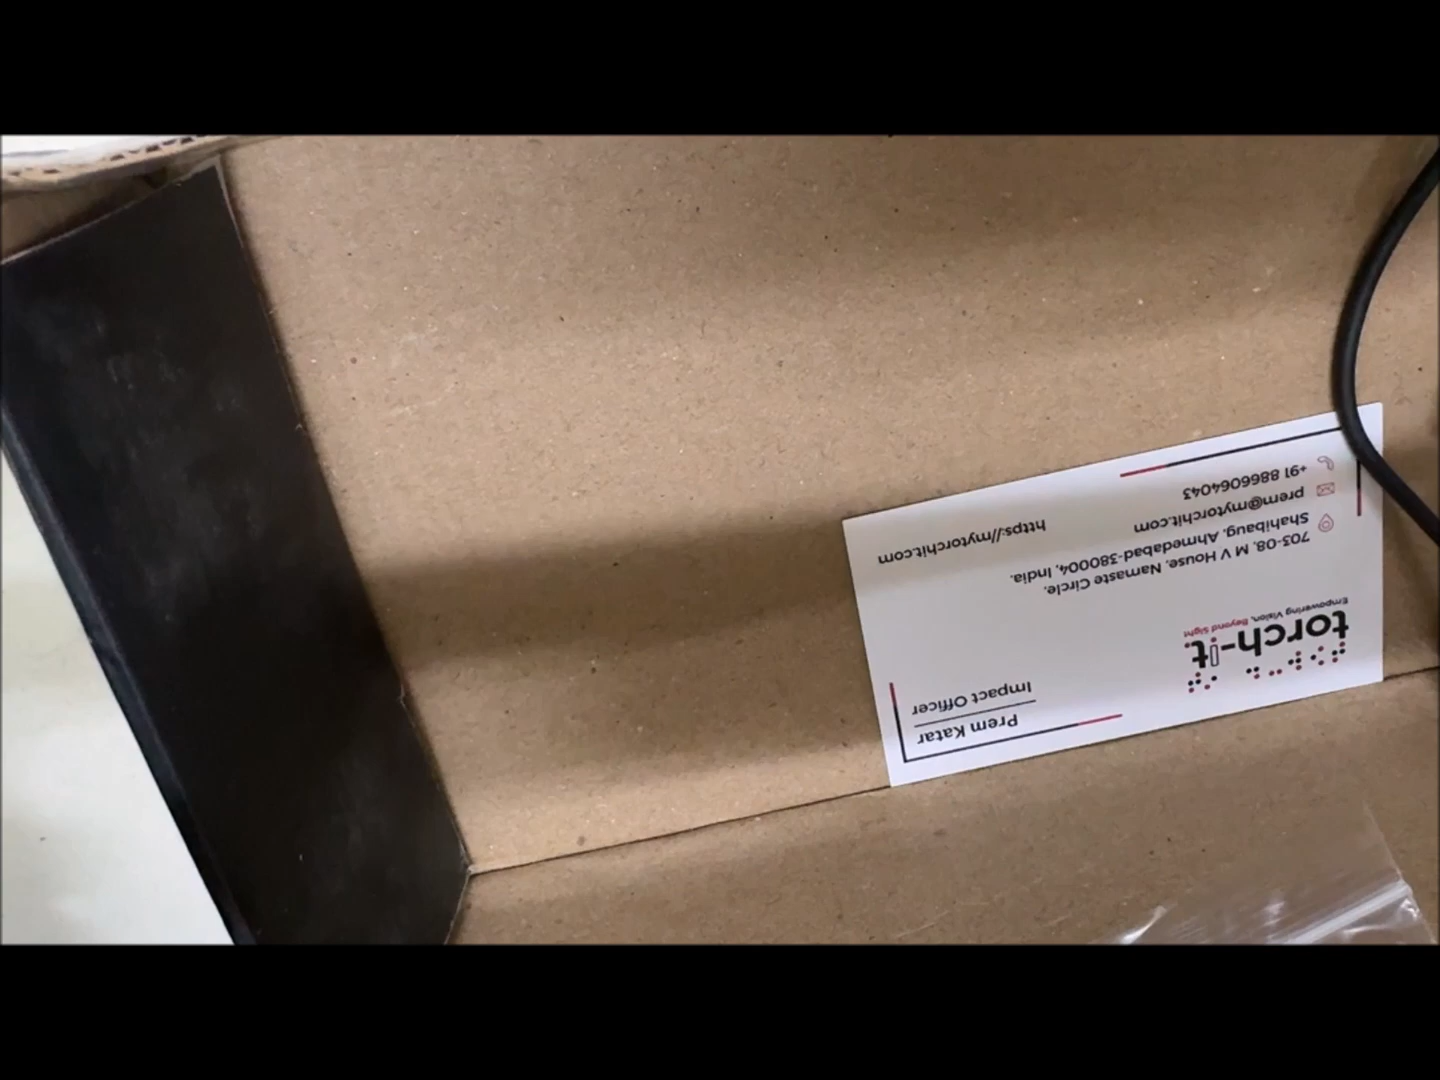 Prem Katar
Impact Officer
torch-it
Empowering Vision, Beyond Sight
703-08, M V House, Namaste Circle,
Shahibaug, Ahmedabad-380004, India.
prem@mytorchit.com
+91 8866064043
https://mytorchit.com